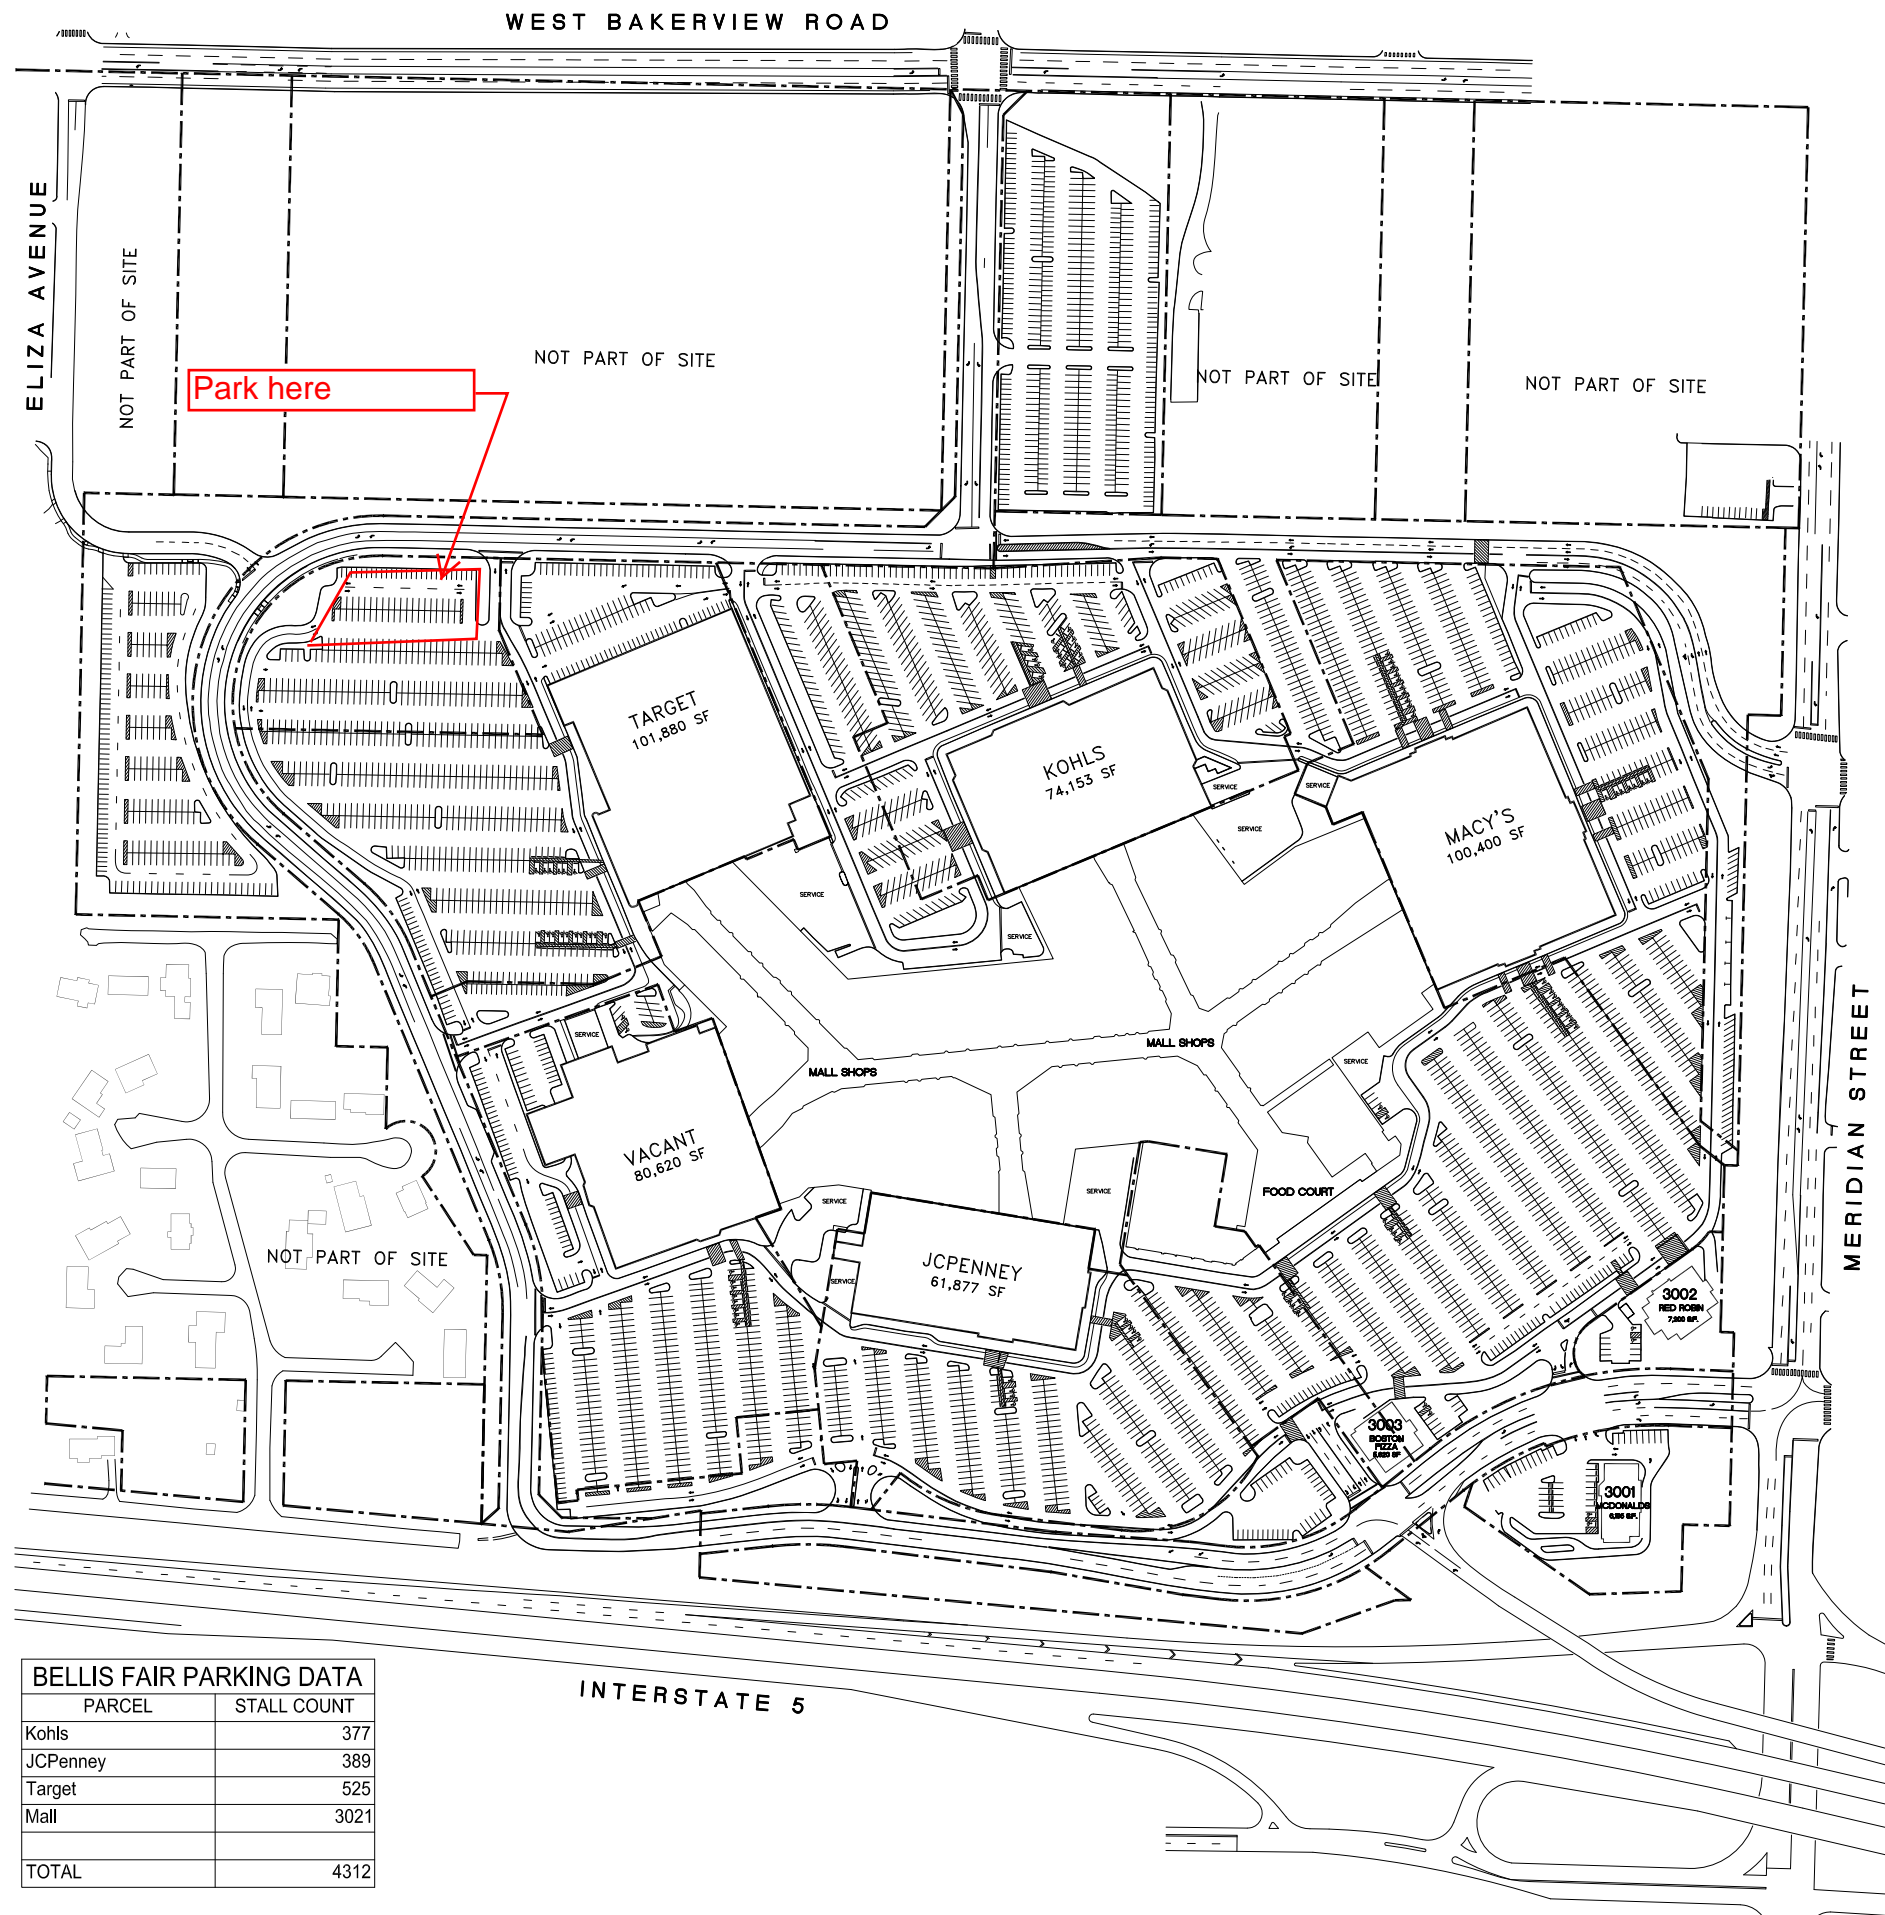 WEST BAKERVIEW ROAD
ELIZA AVENUE
NOT PART OF SITE
NOT PART OF SITE
NOT PART OF SITE
NOT PART OF SITE
Park here
TARGET
101,880 SF
KOHLS
74,153 SF
SERVICE
SERVICE
SERVICE
MACY'S
100,400 SF
SERVICE
SERVICE
SERVICE
MALL SHOPS
MALL SHOPS
SERVICE
VACANT
80,620 SF
SERVICE
SERVICE
FOOD COURT
JCPENNEY
61,877 SF
SERVICE
NOT PART OF SITE
MERIDIAN STREET
3002
RED ROBIN
7,200 S.F.
3003
BOSTON
PIZZA
3001
MCDONALDS
INTERSTATE 5
BELLIS FAIR PARKING DATA
PARCEL STALL COUNT
Kohls 377
JCPenney 389
Target 525
Mall 3021
TOTAL 4312